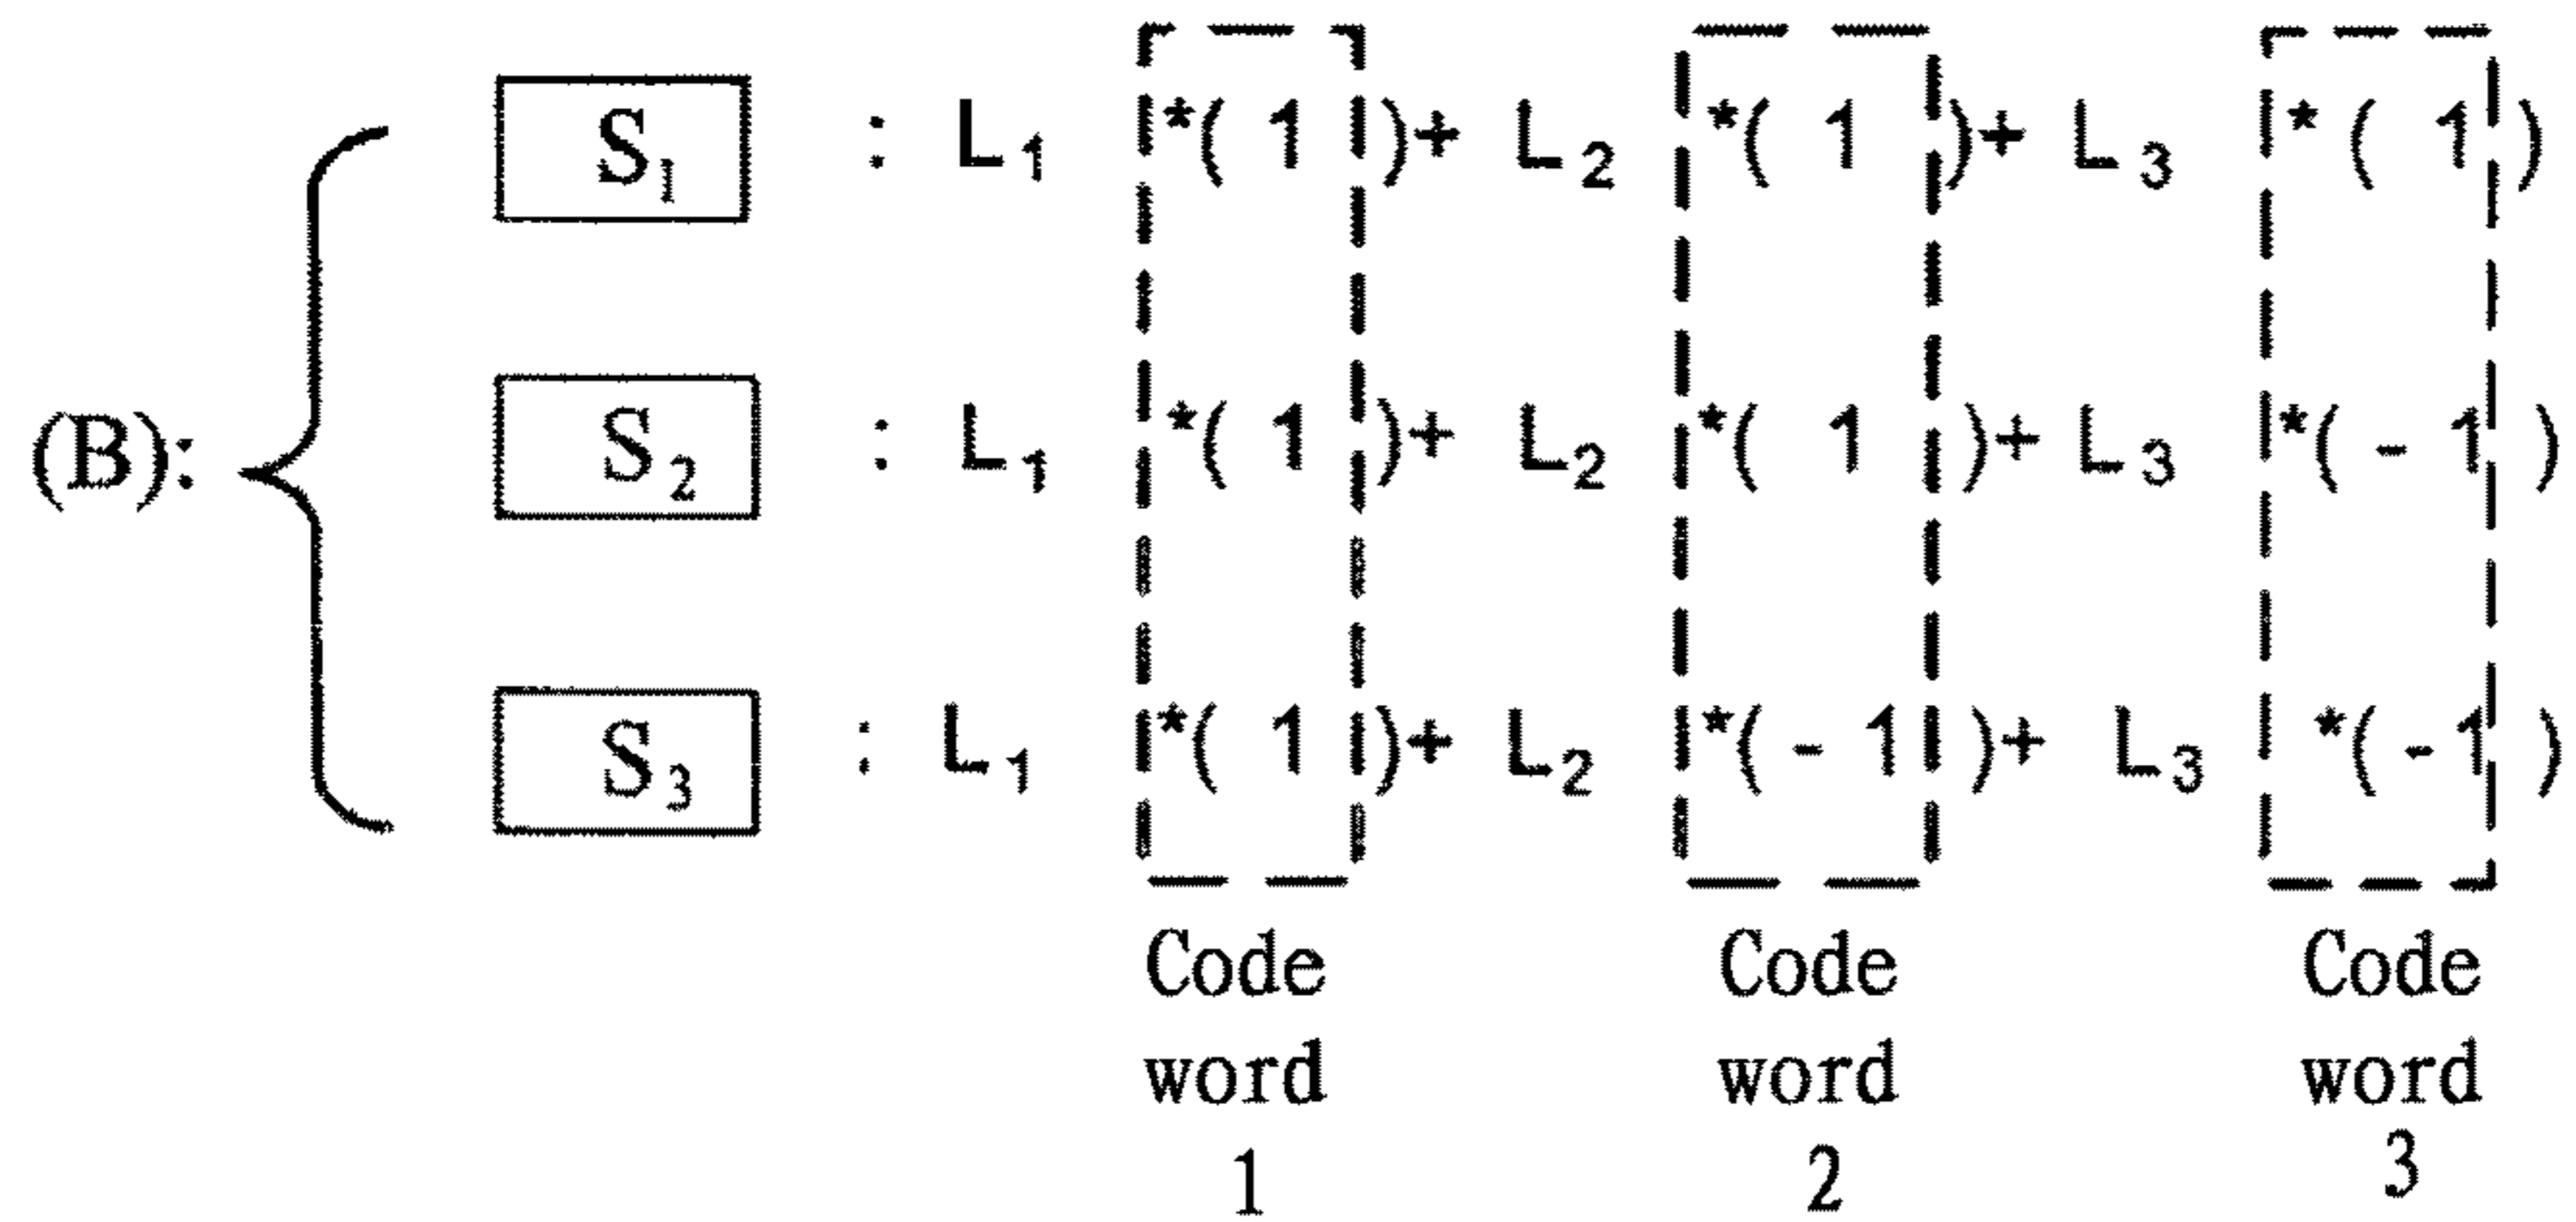 S₁ : L₁ *( 1 )+ L₂ *( 1 )+ L₃ *( 1)
(B): S₂ : L₁ *( 1 )+ L₂ *( 1 )+ L₃ *(-1 )
S₃ : L₁ *( 1 )+ L₂ *(-1 )+ L₃ *(-1 )
Code Code Code
word word word
1 2 3